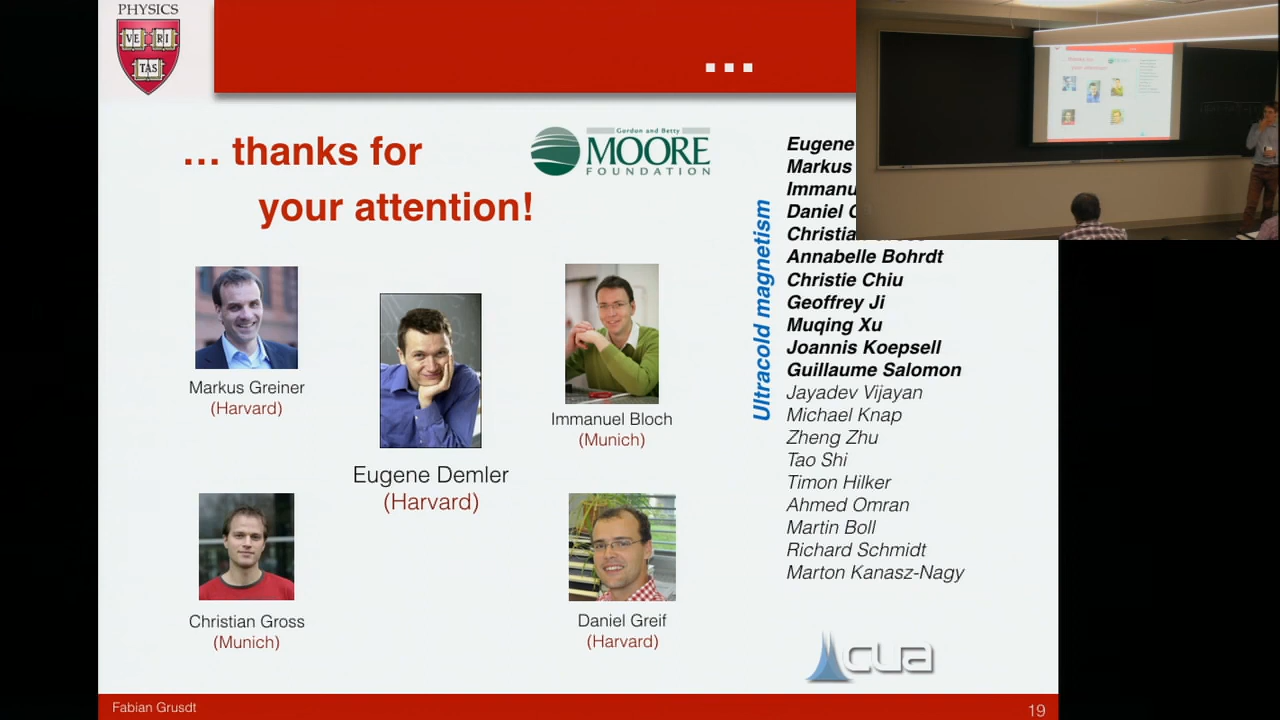 PHYSICS
VE RI
TAS
...
... thanks for
your attention!
Gordon and Betty
MOORE
FOUNDATION
Ultracold magnetism
Eugene
Markus
Immanu
Daniel
Christian
Annabelle Bohrdt
Christie Chiu
Geoffrey Ji
Muqing Xu
Joannis Koepsell
Guillaume Salomon
Jayadev Vijayan
Michael Knap
Zheng Zhu
Tao Shi
Timon Hilker
Ahmed Omran
Martin Boll
Richard Schmidt
Marton Kanasz-Nagy
Markus Greiner
(Harvard)
Eugene Demler
(Harvard)
Immanuel Bloch
(Munich)
Christian Gross
(Munich)
Daniel Greif
(Harvard)
CUA
Fabian Grusdt
19